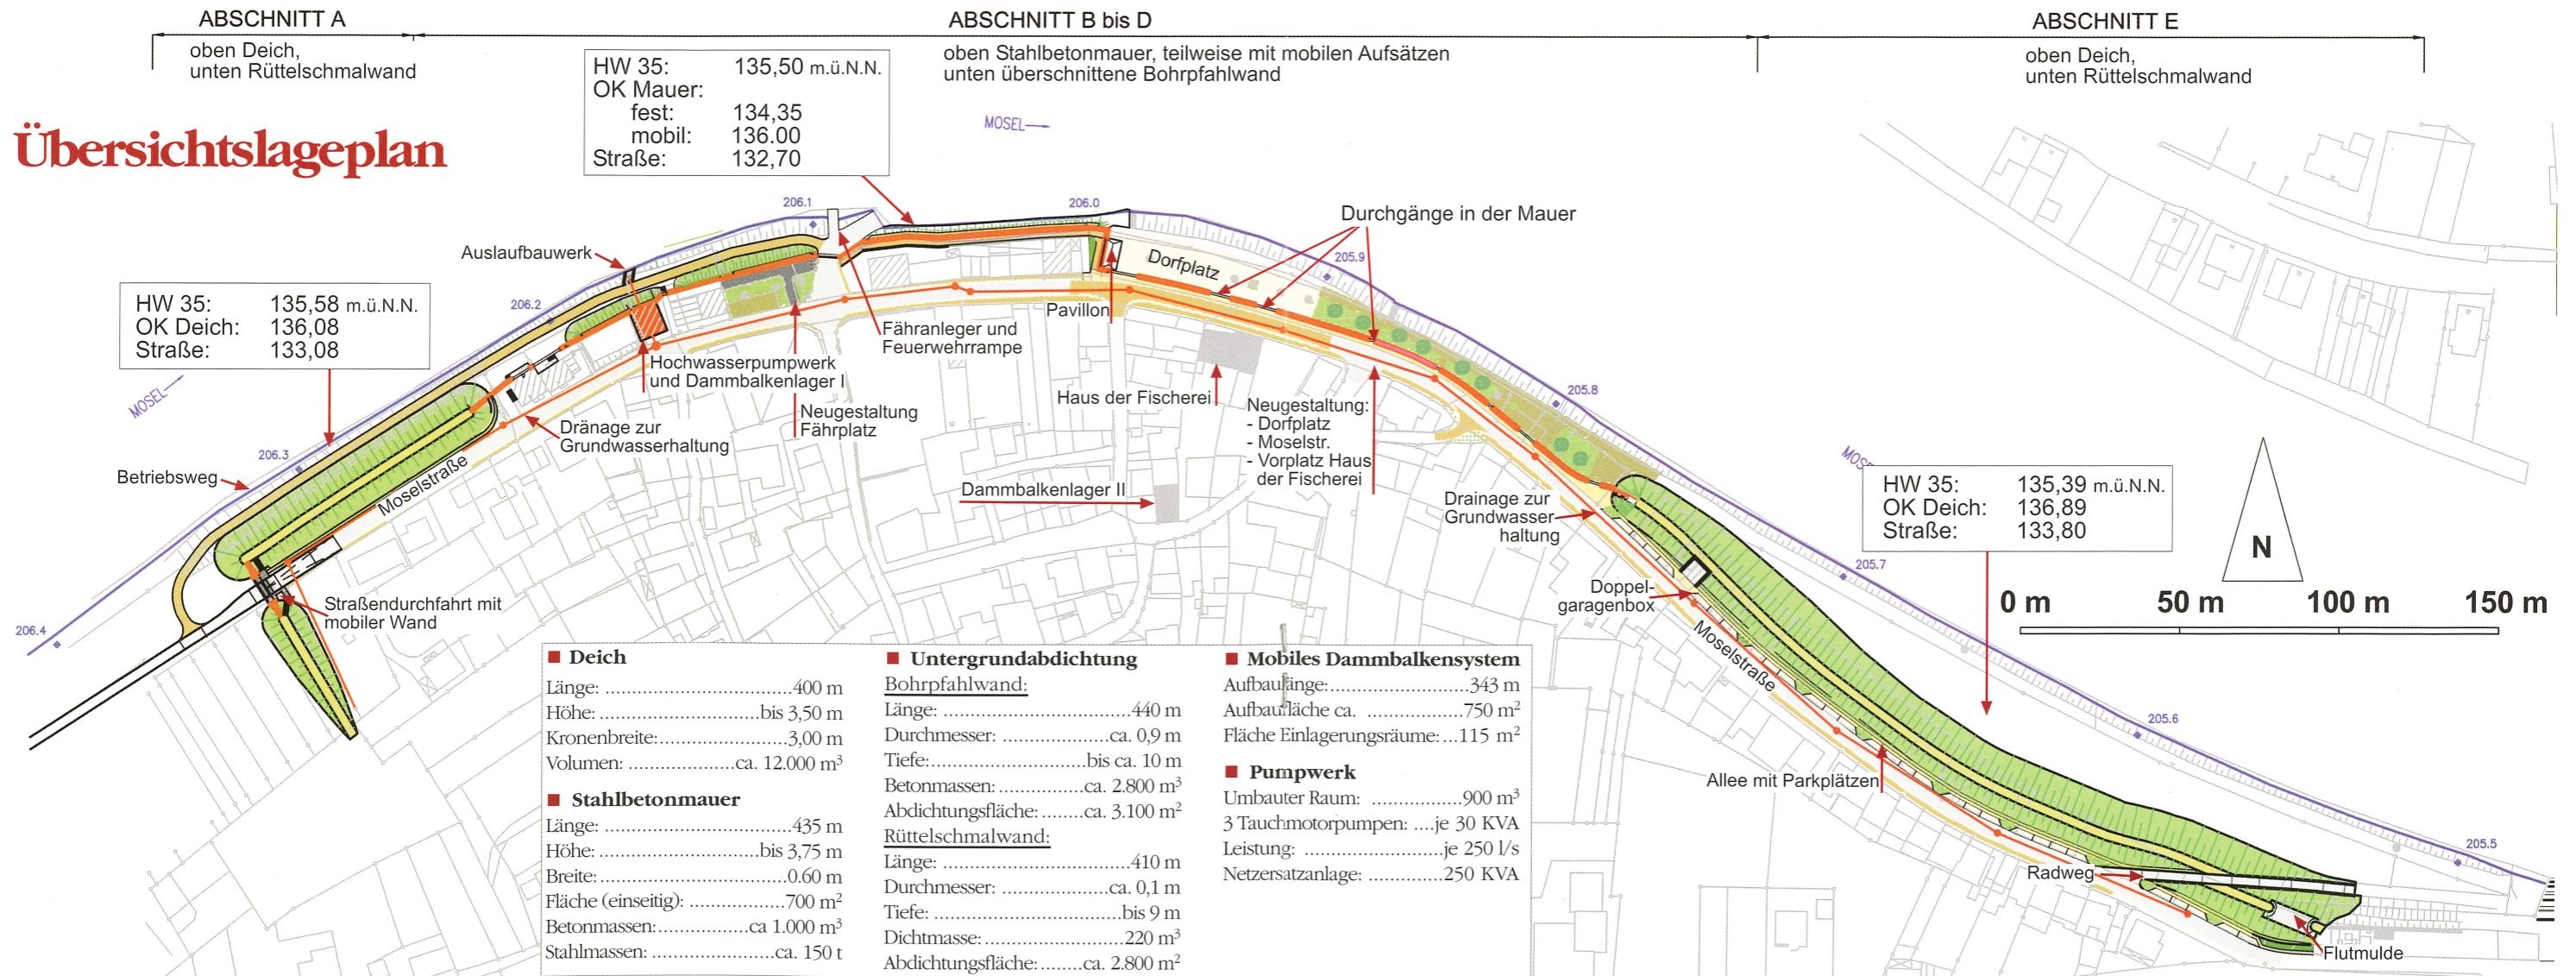 ABSCHNITT A
oben Deich,
unten Rüttelschmalwand
ABSCHNITT B bis D
oben Stahlbetonmauer, teilweise mit mobilen Aufsätzen
unten überschnittene Bohrpfahlwand
ABSCHNITT E
oben Deich,
unten Rüttelschmalwand
Übersichtslageplan
HW 35: 135,50 m.ü.N.N.
OK Mauer:
fest: 134,35
mobil: 136.00
Straße: 132,70
MOSEL
206.1
206.0
Durchgänge in der Mauer
Auslaufbauwerk
Dorfplatz
205.9
HW 35: 135,58 m.ü.N.N.
OK Deich: 136,08
Straße: 133,08
206.2
Pavillon
Fähranleger und
Feuerwehrrampe
MOSEL
Hochwasserpumpwerk
und Dammbalkenlager I
Haus der Fischerei
205.8
Neugestaltung
Fährplatz
Neugestaltung:
- Dorfplatz
- Moselstr.
- Vorplatz Haus
der Fischerei
Dränage zur
Grundwasserhaltung
206.3
Betriebsweg
Moselstraße
Dammbalkenlager II
Drainage zur
Grundwasser-
haltung
HW 35: 135,39 m.ü.N.N.
OK Deich: 136,89
Straße: 133,80
N
205.7
Doppel-
garagenbox
0 m 50 m 100 m 150 m
Straßendurchfahrt mit
mobiler Wand
206.4
Moselstraße
205.6
Allee mit Parkplätzen
205.5
Radweg
Flutmulde
■ Deich
Länge: ..............................400 m
Höhe: ..........................bis 3,50 m
Kronenbreite:.....................3,00 m
Volumen: .................ca. 12.000 m³
■ Stahlbetonmauer
Länge: ..............................435 m
Höhe: ..........................bis 3,75 m
Breite:..............................0.60 m
Fläche (einseitig): .................700 m²
Betonmassen:...............ca 1.000 m³
Stahlmassen: ....................ca. 150 t
■ Untergrundabdichtung
Bohrpfahlwand:
Länge: ..............................440 m
Durchmesser: ..................ca. 0,9 m
Tiefe:.........................bis ca. 10 m
Betonmassen: ..............ca. 2.800 m³
Abdichtungsfläche: .......ca. 3.100 m²
Rüttelschmalwand:
Länge: ..............................410 m
Durchmesser: ..................ca. 0,1 m
Tiefe: ..............................bis 9 m
Dichtmasse:......................220 m³
Abdichtungsfläche:........ca. 2.800 m²
■ Mobiles Dammbalkensystem
Aufbaulänge:.......................343 m
Aufbaufläche ca. ................750 m²
Fläche Einlagerungsräume:...115 m²
■ Pumpwerk
Umbauter Raum: ...............900 m³
3 Tauchmotorpumpen: ....je 30 KVA
Leistung: .......................je 250 l/s
Netzersatzanlage: ............250 KVA